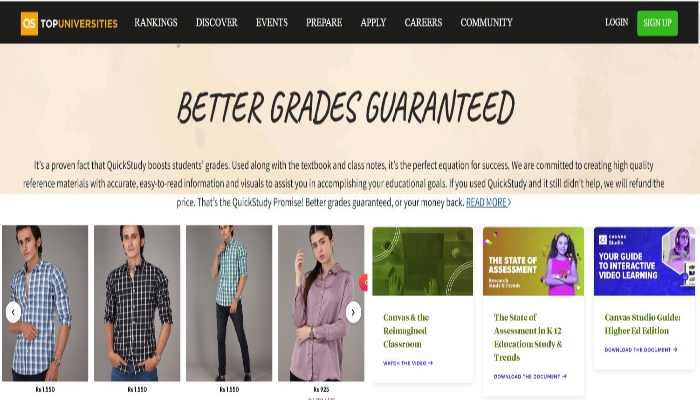 QS TOPUNIVERSITIES RANKINGS DISCOVER EVENTS PREPARE APPLY CAREERS COMMUNITY LOGIN SIGN UP
BETTER GRADES GUARANTEED
It's a proven fact that QuickStudy boosts students' grades. Used along with the textbook and class notes, it's the perfect equation for success. We are committed to creating high quality
reference materials with accurate, easy-to-read information and visuals to assist you in accomplishing your educational goals. If you used QuickStudy and it still didn't help, we will refund the
price. That's the QuickStudy Promise! Better grades guaranteed, or your money back. READ MORE
Rs 1,550
Rs 1,550
Rs 1,550
Rs 925
Canvas & the
Reimagined
Classroom
WATCH THE VIDEO
THE STATE OF
ASSESSMENT
Research
Study & Trends
The State of
Assessment in K-12
Education: Study &
Trends
DOWNLOAD THE DOCUMENT
CANVAS
Studio
YOUR GUIDE
TO INTERACTIVE
VIDEO LEARNING
Canvas Studio Guide:
Higher Ed Edition
DOWNLOAD THE DOCUMENT